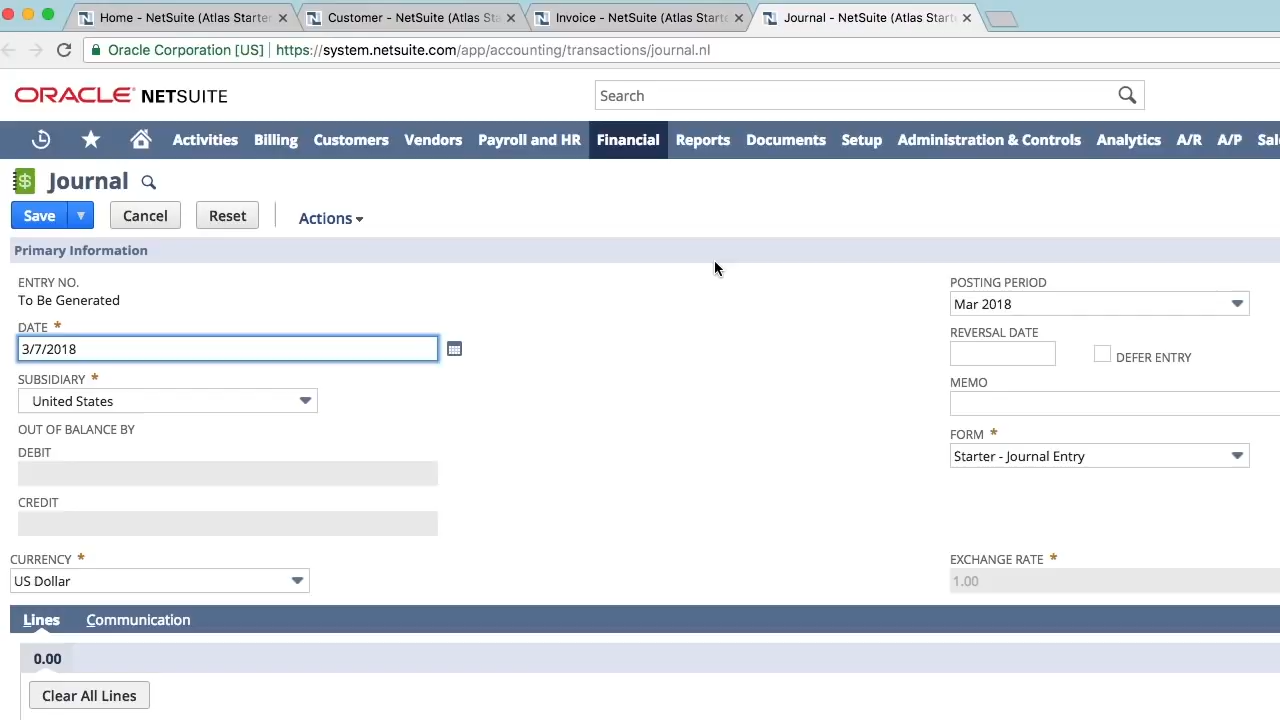 Home - NetSuite (Atlas Starter
Customer - NetSuite (Atlas Sta
Invoice - NetSuite (Atlas Starte
Journal - NetSuite (Atlas Start
Oracle Corporation [US] | https://system.netsuite.com/app/accounting/transactions/journal.nl
ORACLE NETSUITE
Search
Activities Billing Customers Vendors Payroll and HR Financial Reports Documents Setup Administration & Controls Analytics A/R A/P Sal
Journal
Save Cancel Reset Actions
Primary Information
ENTRY NO.
To Be Generated
DATE *
3/7/2018
SUBSIDIARY *
United States
OUT OF BALANCE BY
DEBIT
CREDIT
CURRENCY *
US Dollar
POSTING PERIOD
Mar 2018
REVERSAL DATE
DEFER ENTRY
MEMO
FORM *
Starter - Journal Entry
EXCHANGE RATE *
1.00
Lines Communication
0.00
Clear All Lines